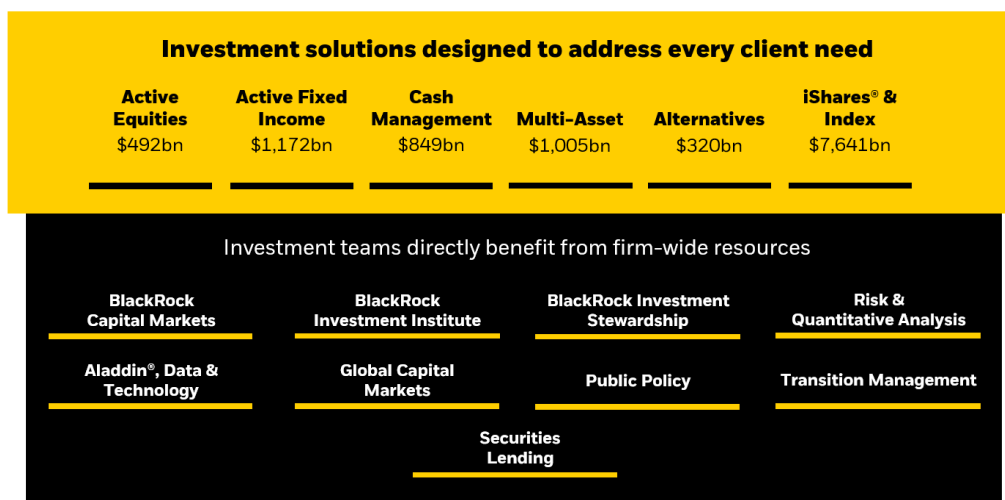 Investment solutions designed to address every client need
Active
Equities
$492bn
Active Fixed
Income
$1,172bn
Cash
Management
$849bn
Multi-Asset
$1,005bn
Alternatives
$320bn
iShares® &
Index
$7,641bn
Investment teams directly benefit from firm-wide resources
BlackRock
Capital Markets
BlackRock
Investment Institute
BlackRock Investment
Stewardship
Risk &
Quantitative Analysis
Aladdin®, Data &
Technology
Global Capital
Markets
Public Policy
Transition Management
Securities
Lending